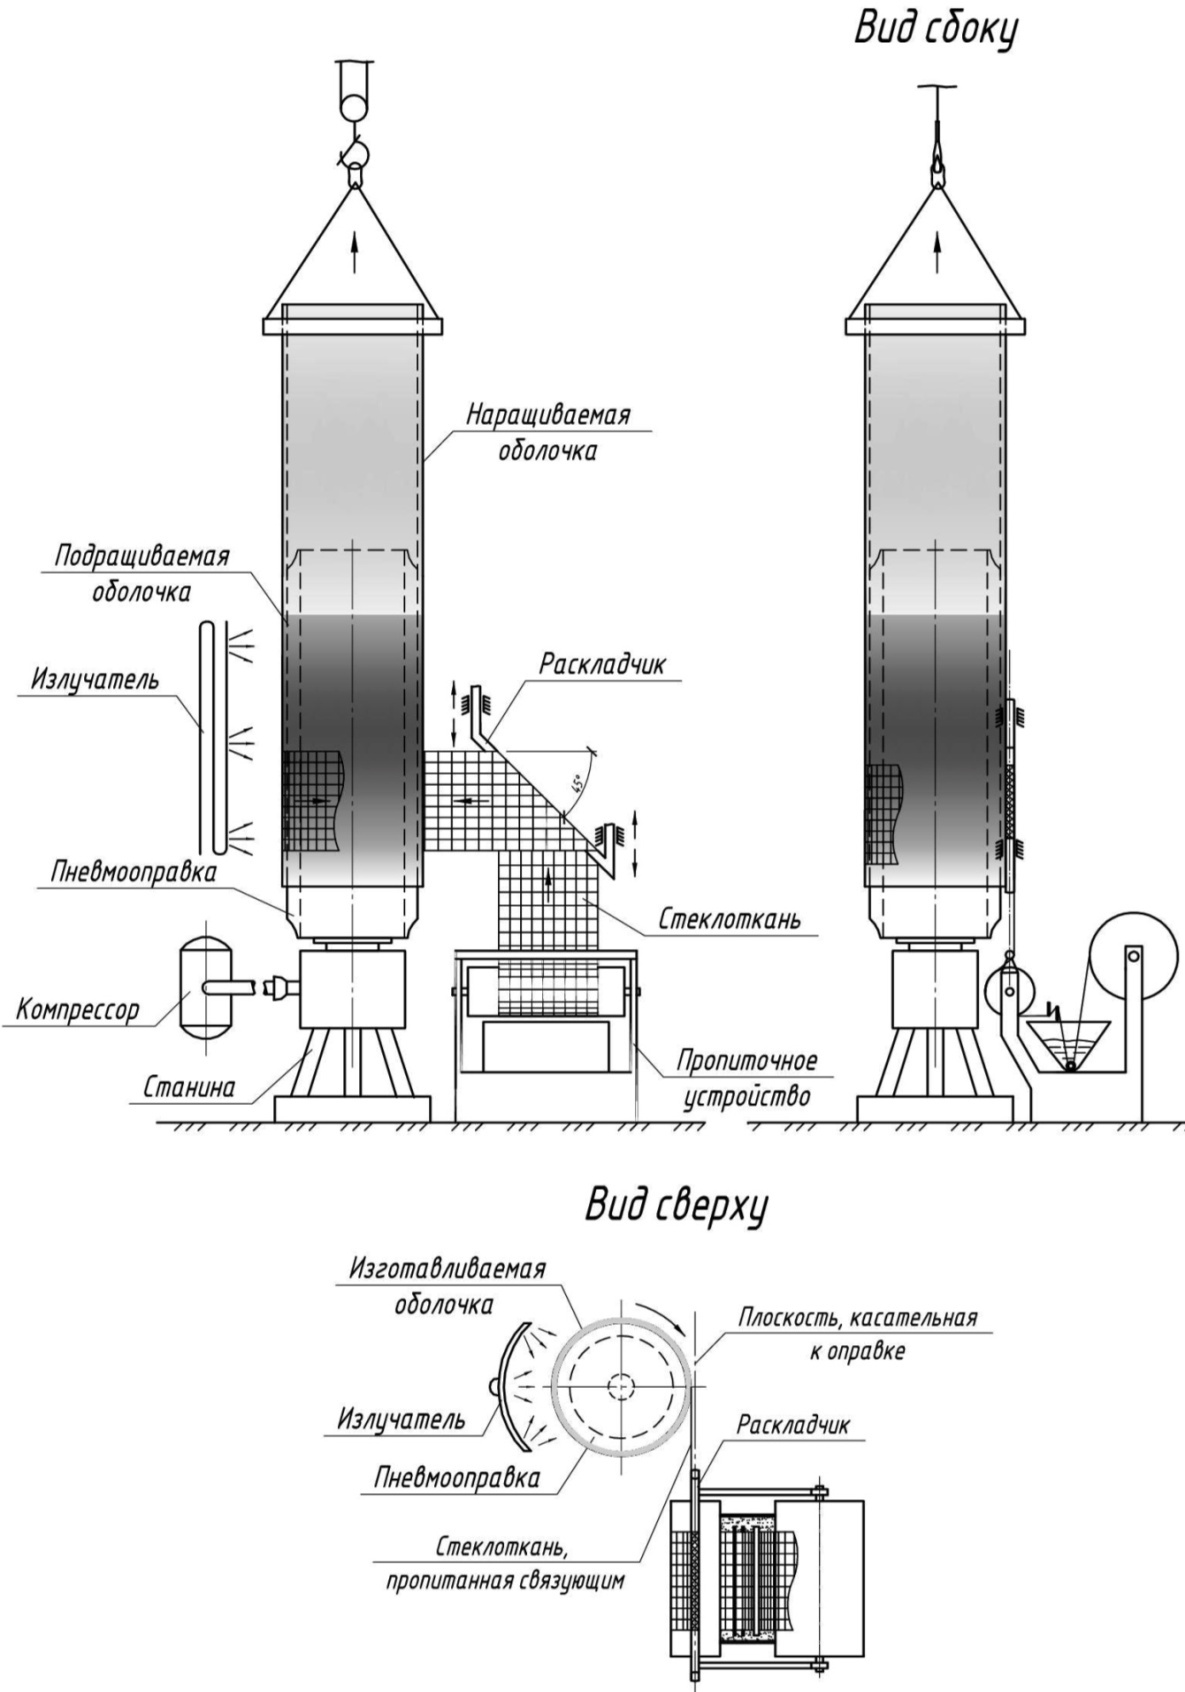 Вид сбоку
Наращиваемая
оболочка
Подращиваемая
оболочка
Излучатель
Раскладчик
45°
Пневмооправка
Стеклоткань
Компрессор
Станина
Пропиточное
устройство
Вид сверху
Изготавливаемая
оболочка
Плоскость, касательная
к оправке
Излучатель
Раскладчик
Пневмооправка
Стеклоткань,
пропитанная связующим